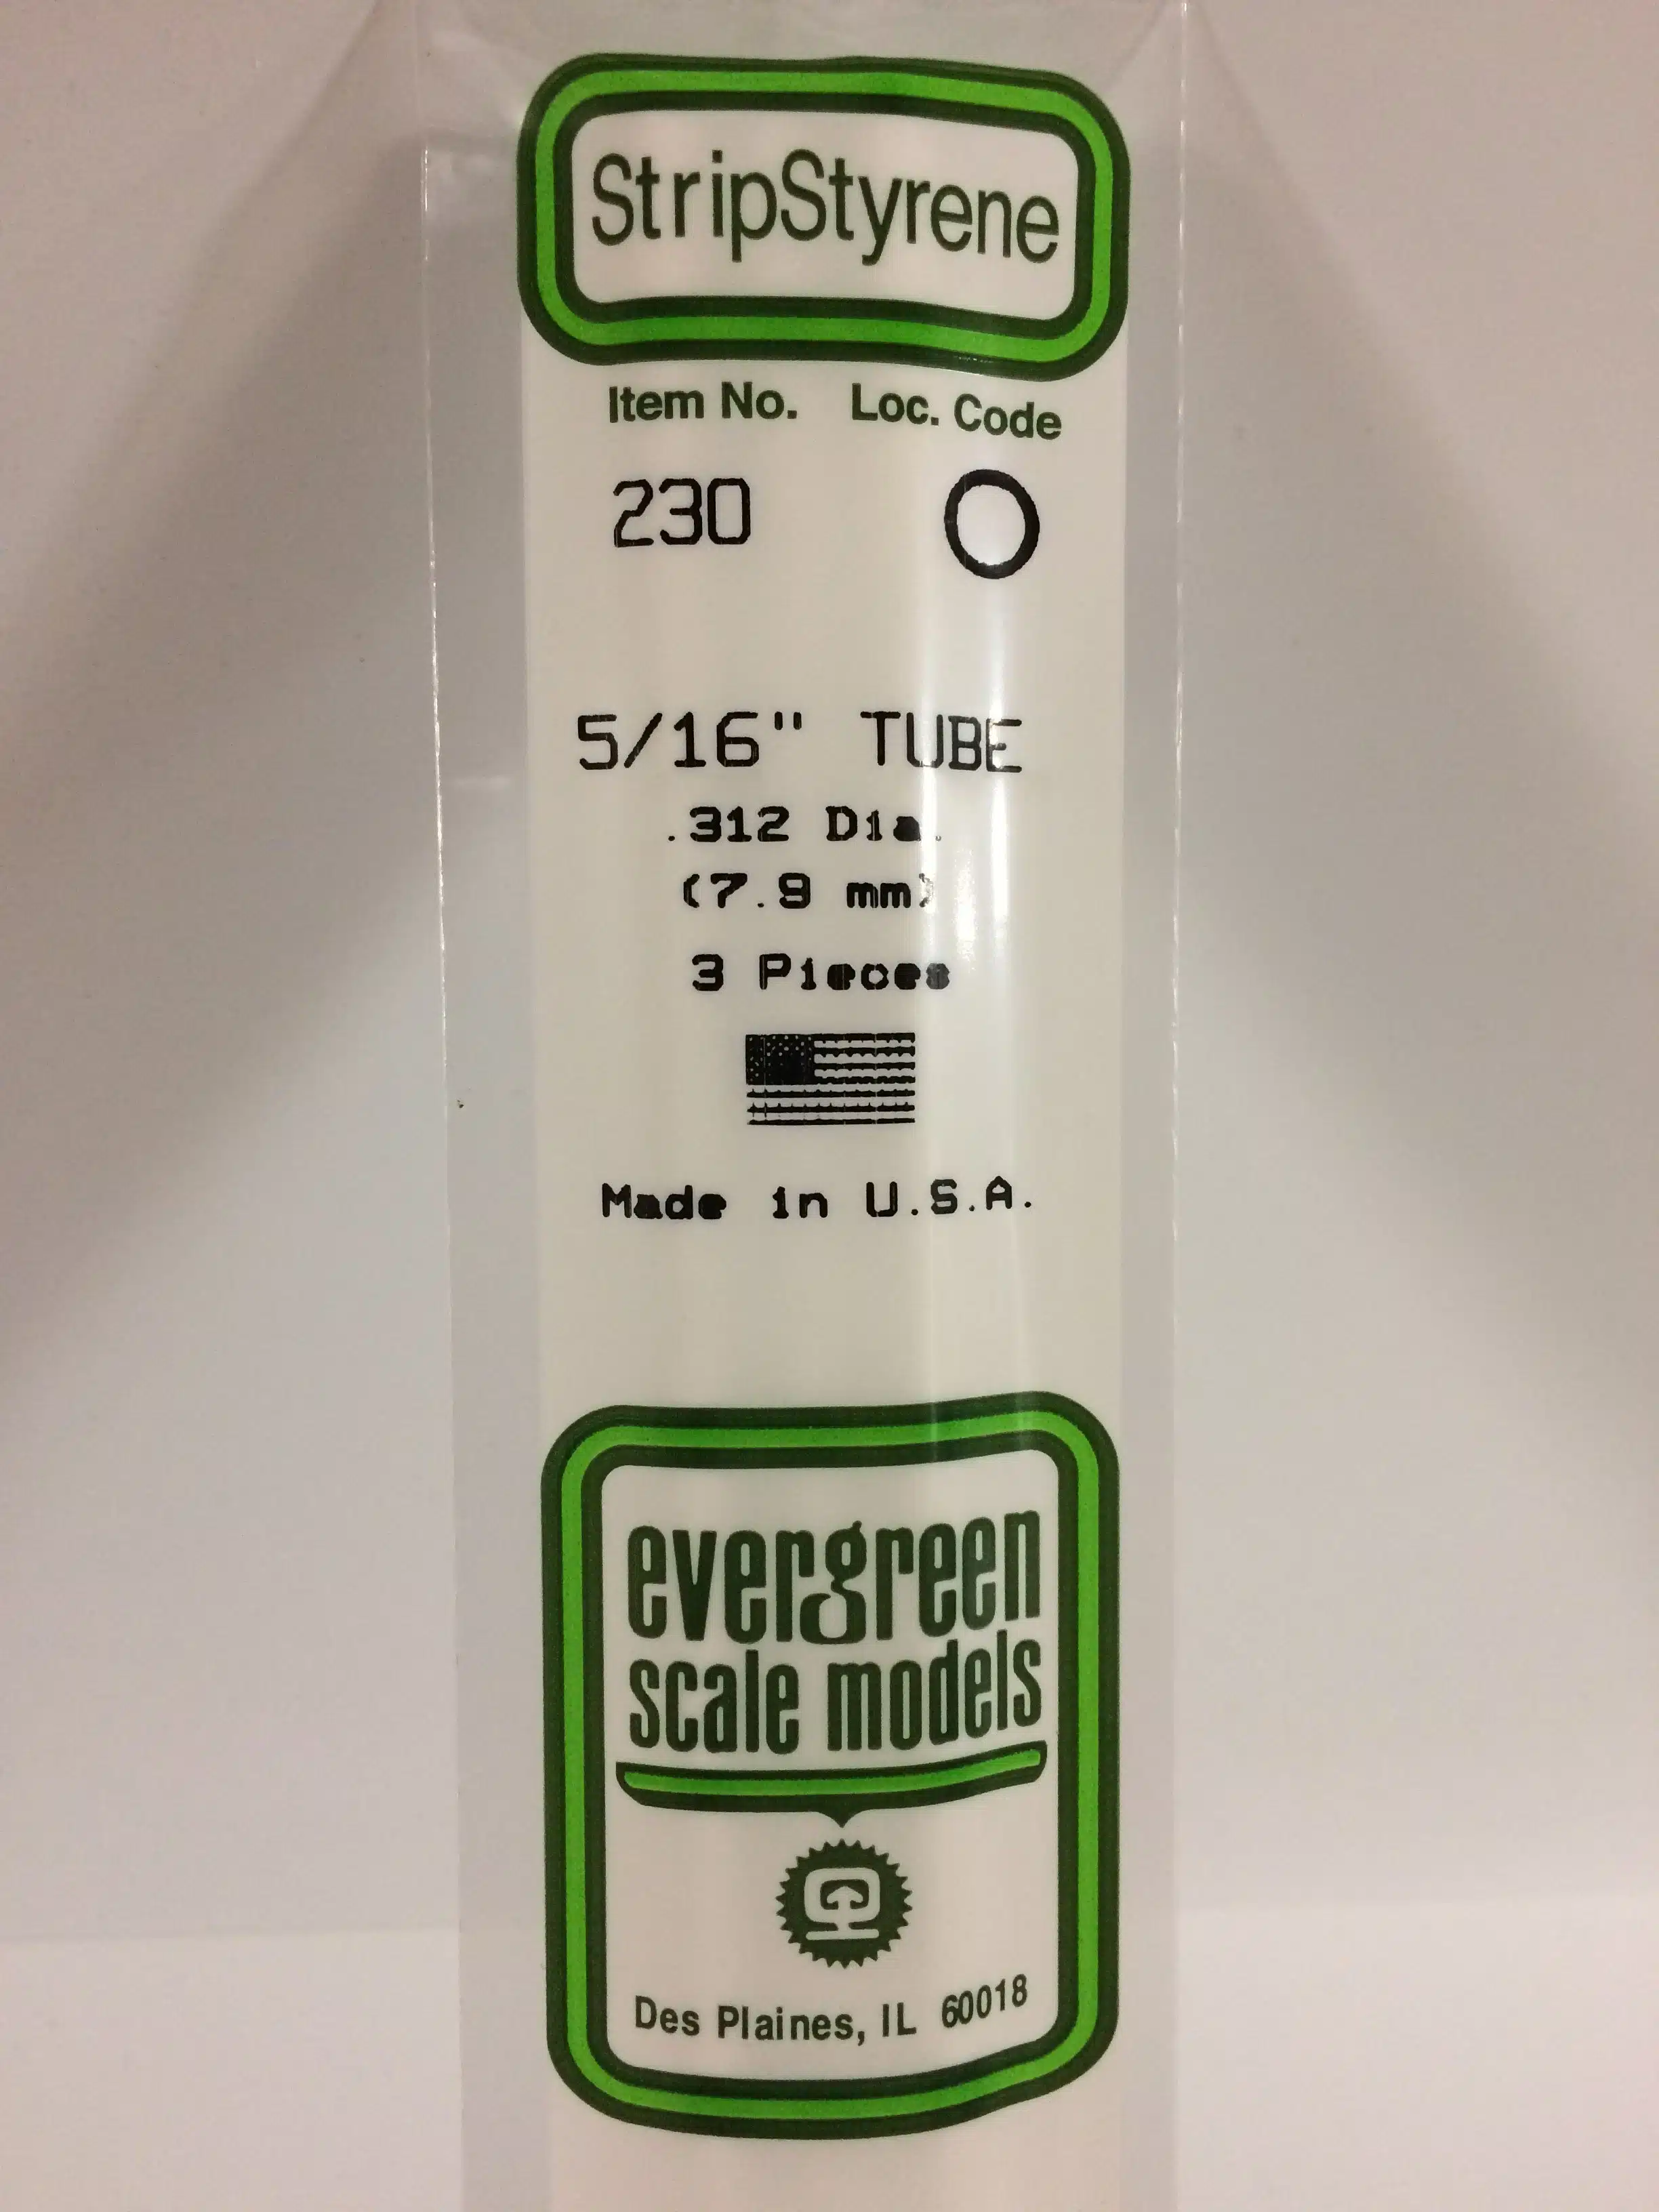 StripStyrene
Item No. Loc. Code
230
5/16" TUBE
.312 Dia.
(7.9 mm)
3 Pieces
Made in U.S.A.
evergreen
scale models
Des Plaines, IL 60018